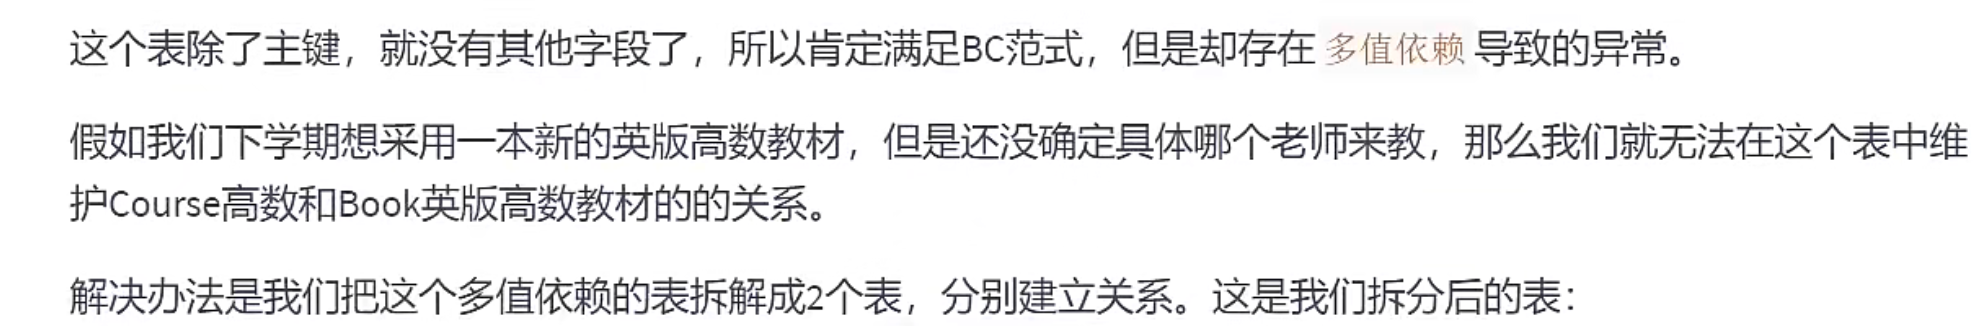 这个表除了主键，就没有其他字段了，所以肯定满足BC范式，但是却存在 多值依赖 导致的异常。
假如我们下学期想采用一本新的英版高数教材，但是还没确定具体哪个老师来教，那么我们就无法在这个表中维
护Course高数和Book英版高数教材的的关系。
解决办法是我们把这个多值依赖的表拆解成2个表，分别建立关系。这是我们拆分后的表：